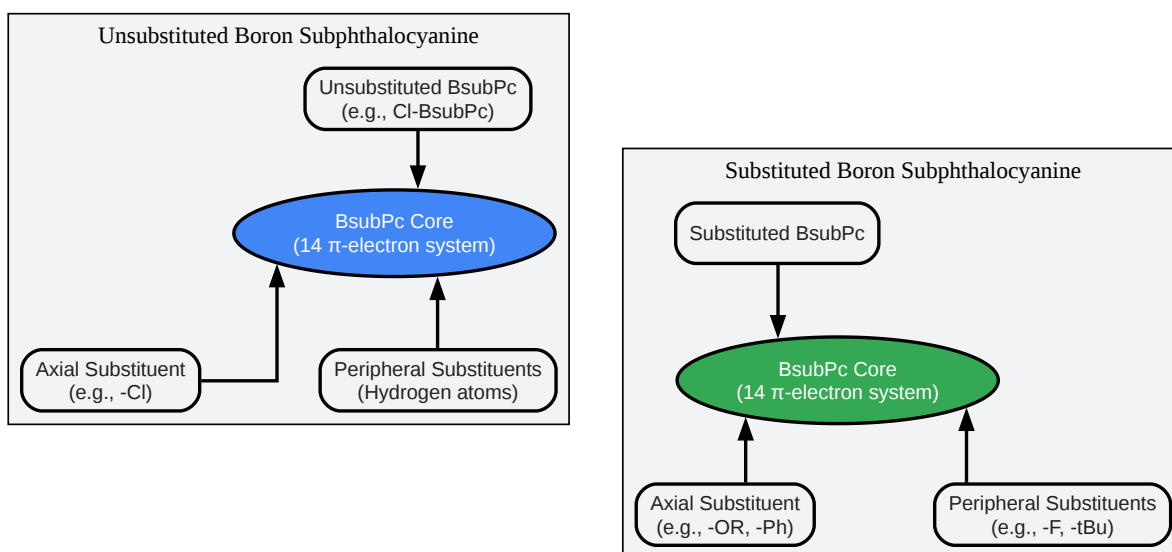 Unsubstituted Boron Subphthalocyanine
Unsubstituted BsubPc
(e.g., Cl-BsubPc)
BsubPc Core
(14 π-electron system)
Axial Substituent
(e.g., -Cl)
Peripheral Substituents
(Hydrogen atoms)
Substituted Boron Subphthalocyanine
Substituted BsubPc
BsubPc Core
(14 π-electron system)
Axial Substituent
(e.g., -OR, -Ph)
Peripheral Substituents
(e.g., -F, -tBu)